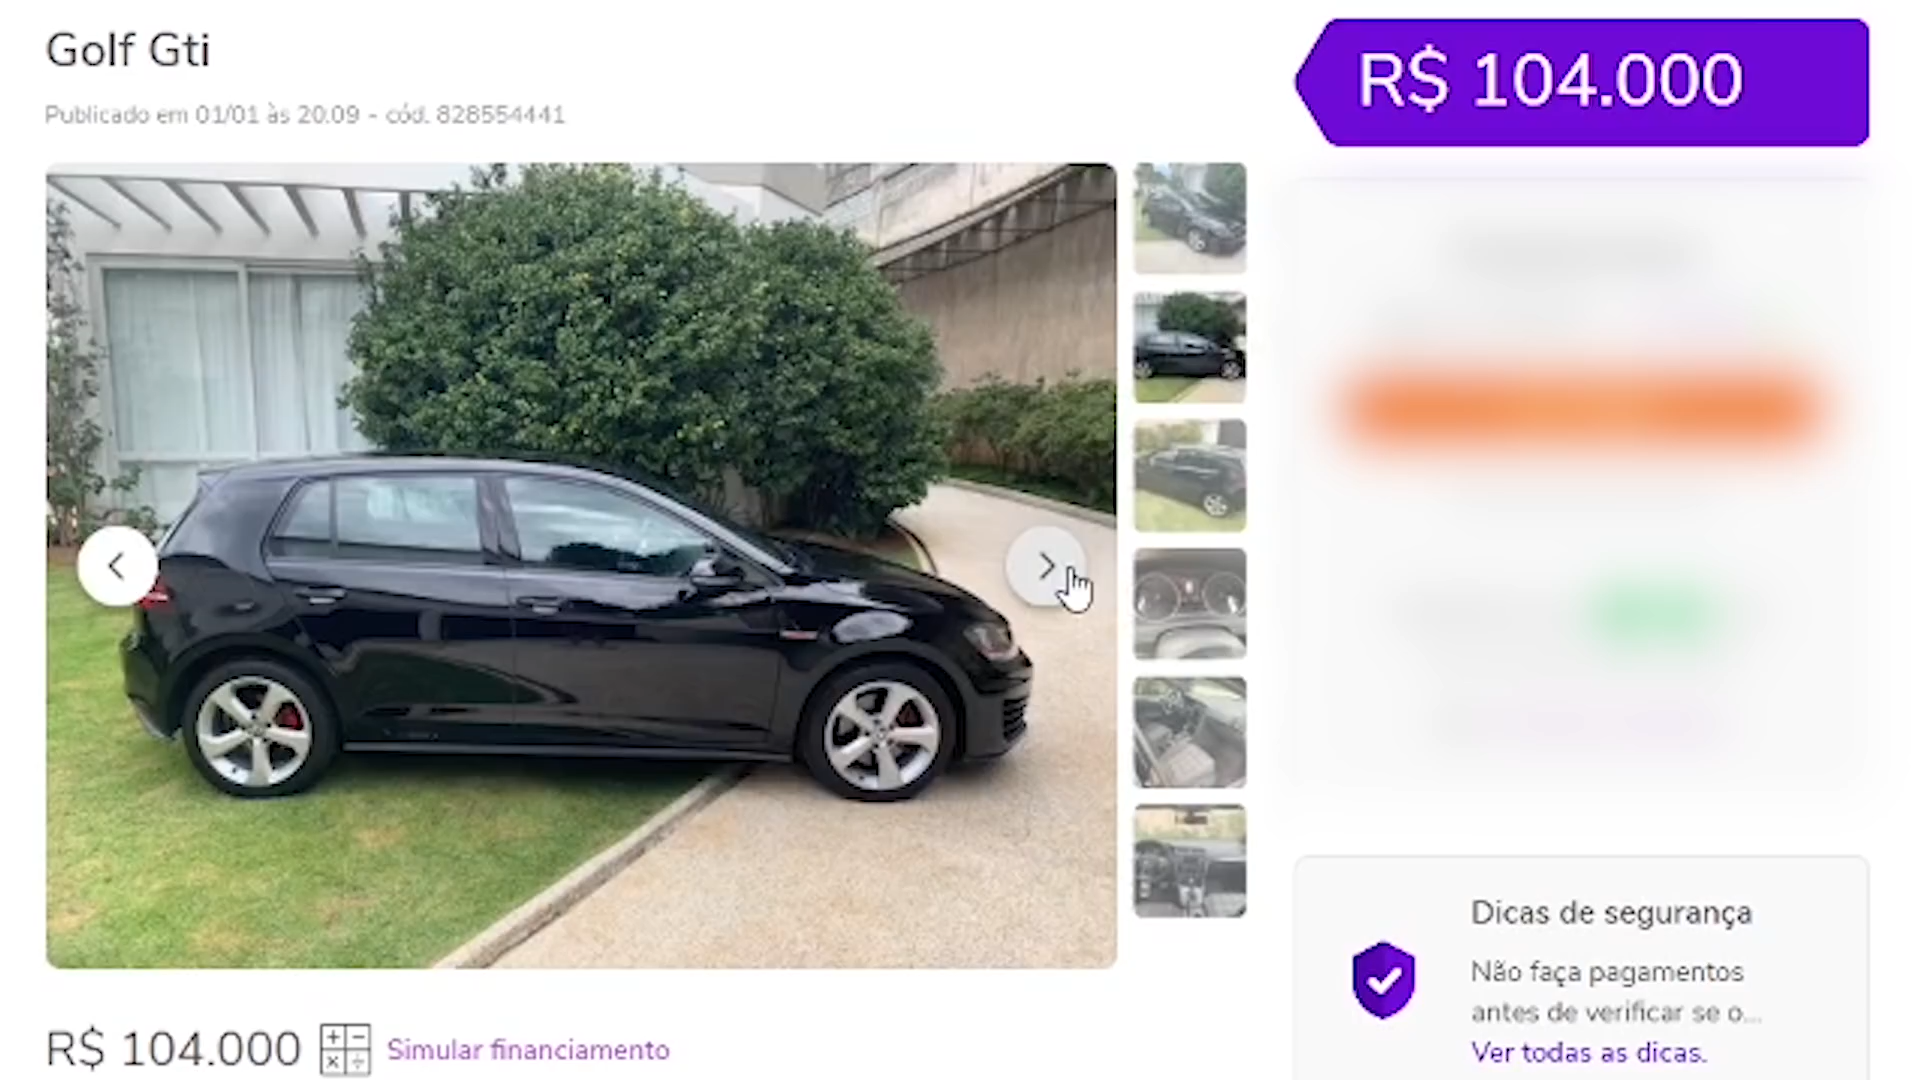 Golf Gti
Publicado em 01/01 às 20:09 - cód. 828554441
R$ 104.000
R$ 104.000
Simular financiamento
Dicas de segurança
Não faça pagamentos
antes de verificar se o...
Ver todas as dicas.